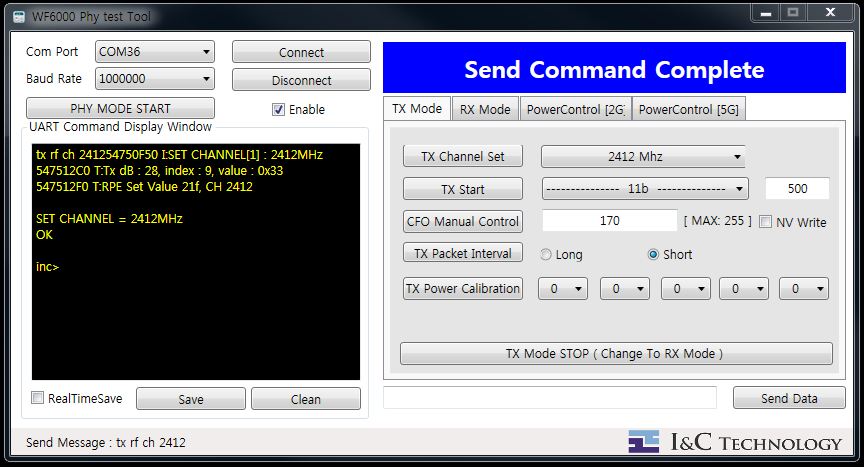 WF6000 Phy test Tool
Com Port COM36 Connect
Baud Rate 1000000 Disconnect
PHY MODE START Enable
UART Command Display Window
tx rf ch 241254750F50 I:SET CHANNEL[1] : 2412MHz
547512C0 T:Tx dB : 28, index : 9, value : 0x33
547512F0 T:RPE Set Value 21f, CH 2412
SET CHANNEL = 2412MHz
OK
inc>
RealTimeSave Save Clean
Send Command Complete
TX Mode RX Mode PowerControl [2G] PowerControl [5G]
TX Channel Set 2412 Mhz
TX Start --------------- 11b -------------- 500
CFO Manual Control 170 [ MAX: 255 ] NV Write
TX Packet Interval Long Short
TX Power Calibration 0 0 0 0 0
TX Mode STOP ( Change To RX Mode )
Send Data
Send Message : tx rf ch 2412
I&C TECHNOLOGY